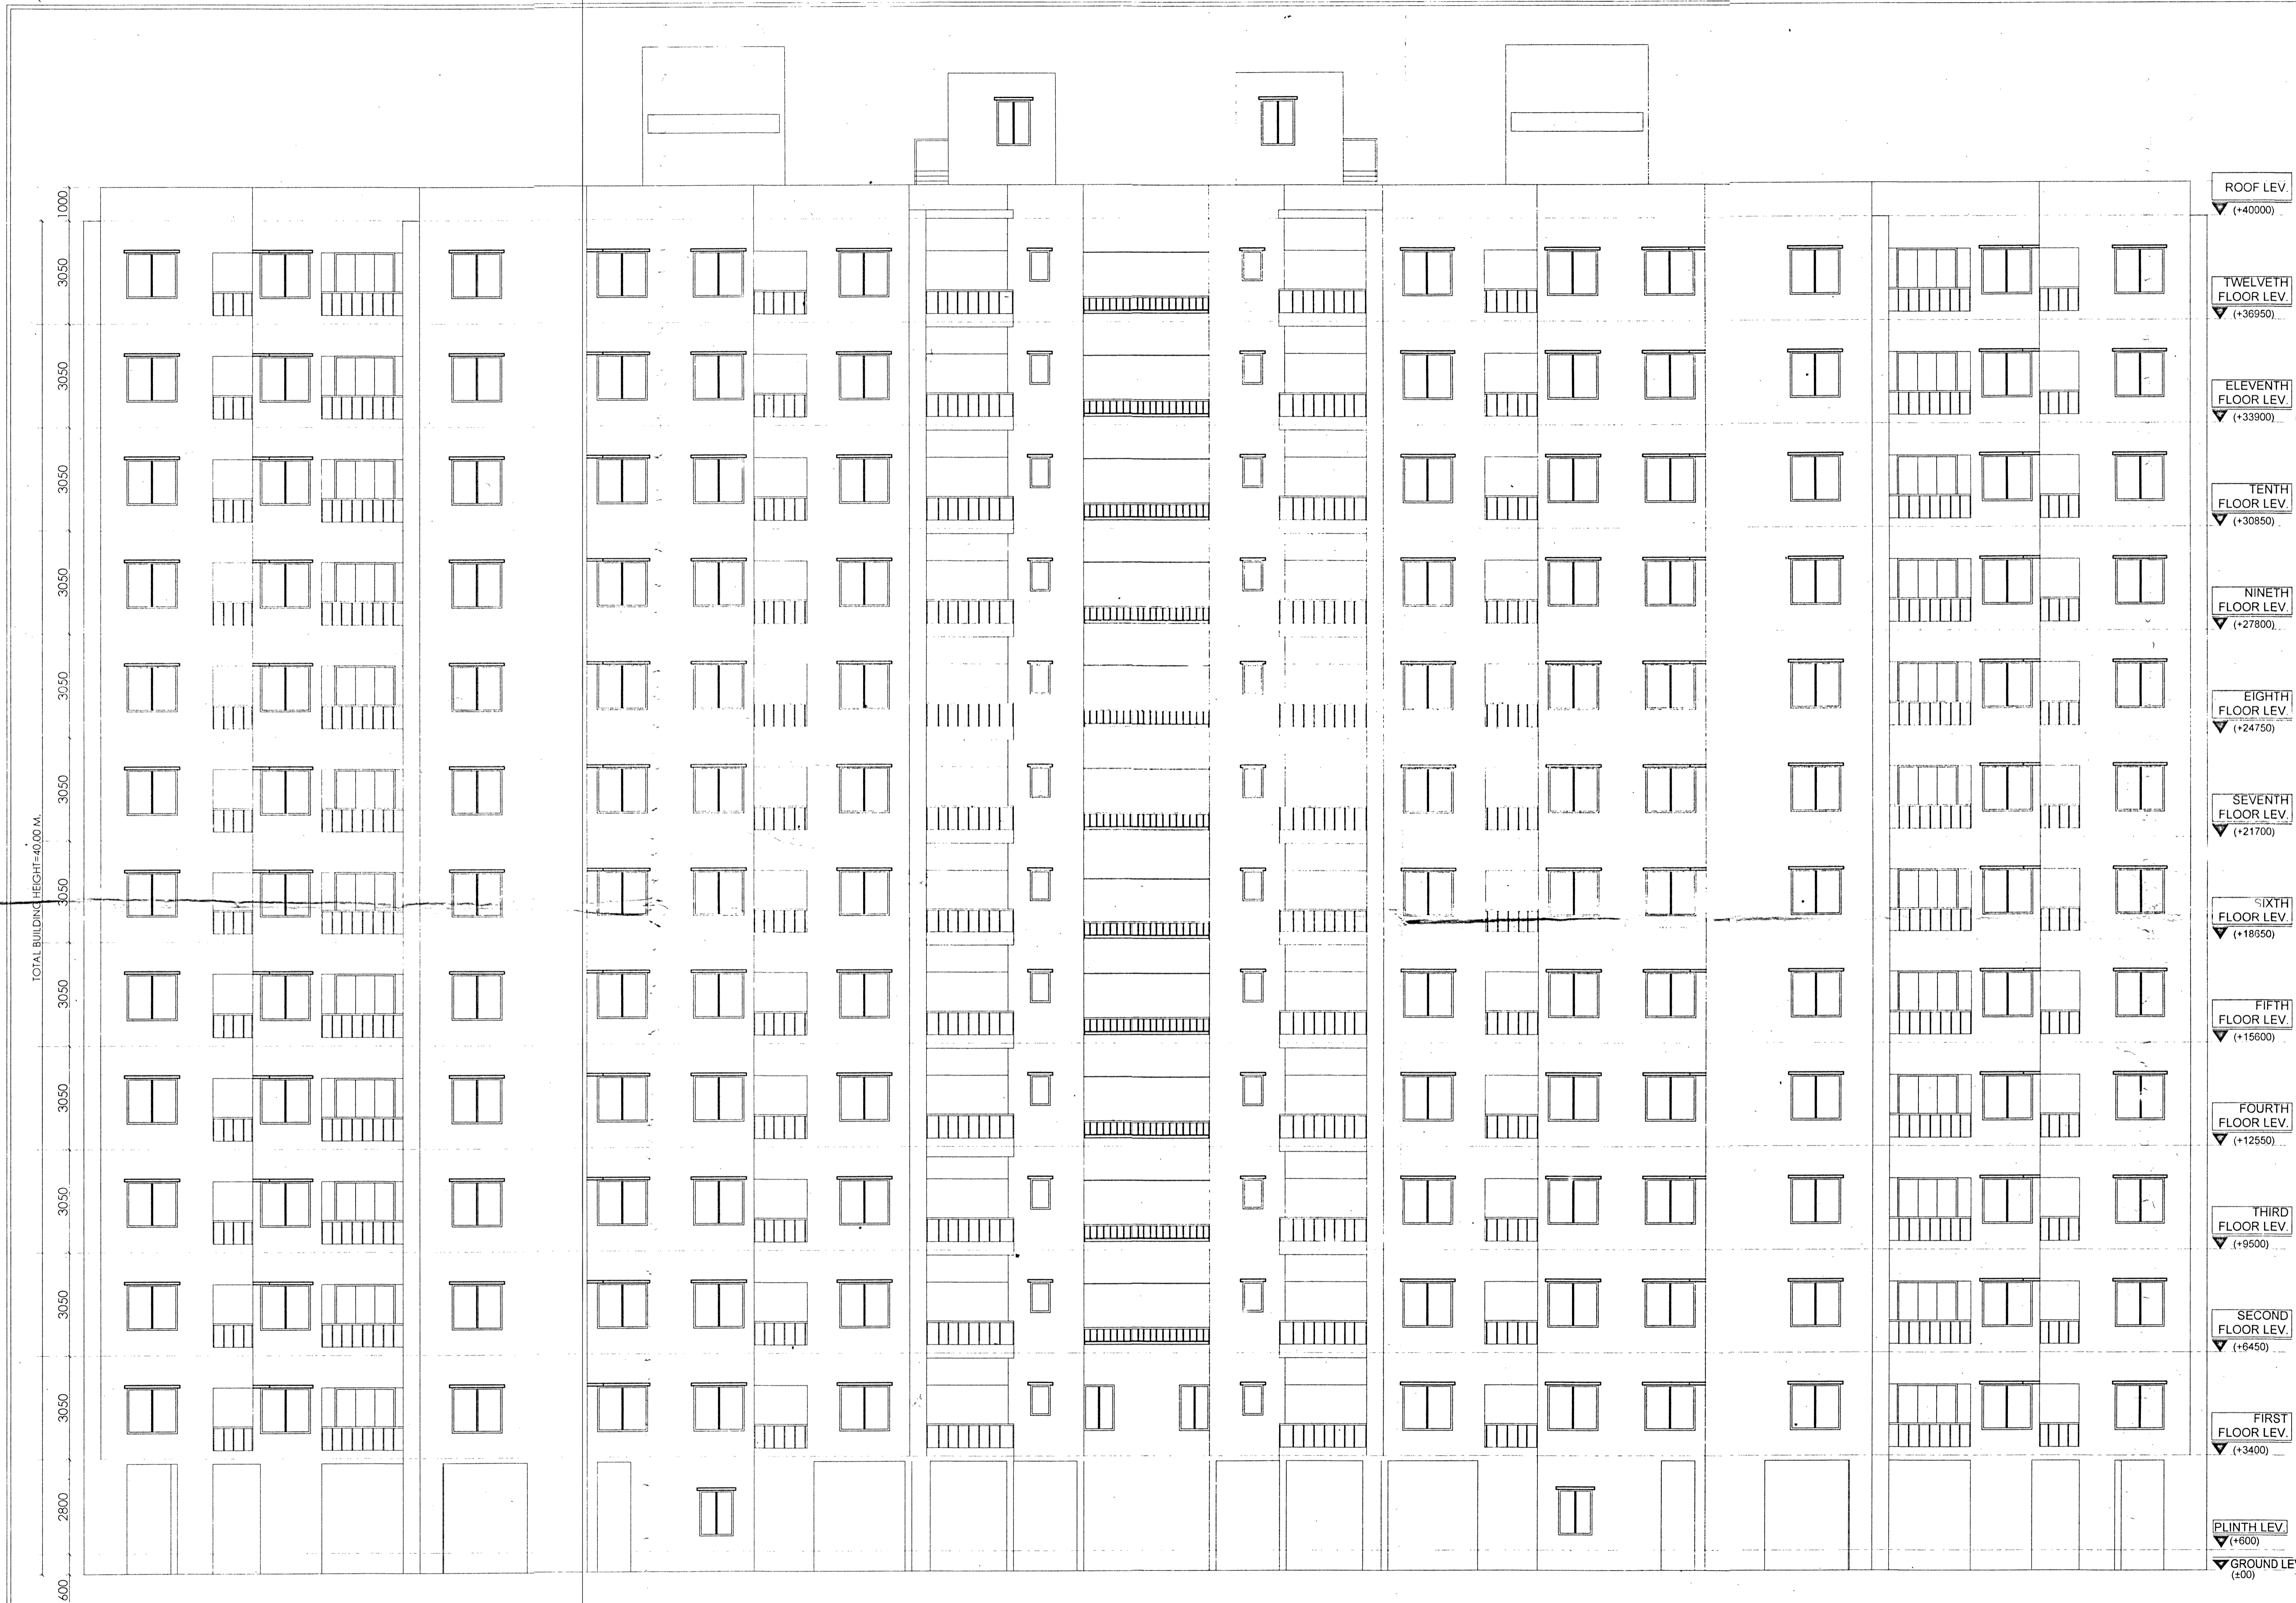 1000
3050
3050
3050
3050
3050
3050
3050
3050
3050
3050
3050
3050
2800
600
TOTAL BUILDING HEIGHT=40.00 M.
ROOF LEV.
(+40000)
TWELVETH
FLOOR LEV.
(+36950)
ELEVENTH
FLOOR LEV.
(+33900)
TENTH
FLOOR LEV.
(+30850)
NINETH
FLOOR LEV.
(+27800)
EIGHTH
FLOOR LEV.
(+24750)
SEVENTH
FLOOR LEV.
(+21700)
SIXTH
FLOOR LEV.
(+18650)
FIFTH
FLOOR LEV.
(+15600)
FOURTH
FLOOR LEV.
(+12550)
THIRD
FLOOR LEV.
(+9500)
SECOND
FLOOR LEV.
(+6450)
FIRST
FLOOR LEV.
(+3400)
PLINTH LEV.
(+600)
GROUND LEV
(±00)